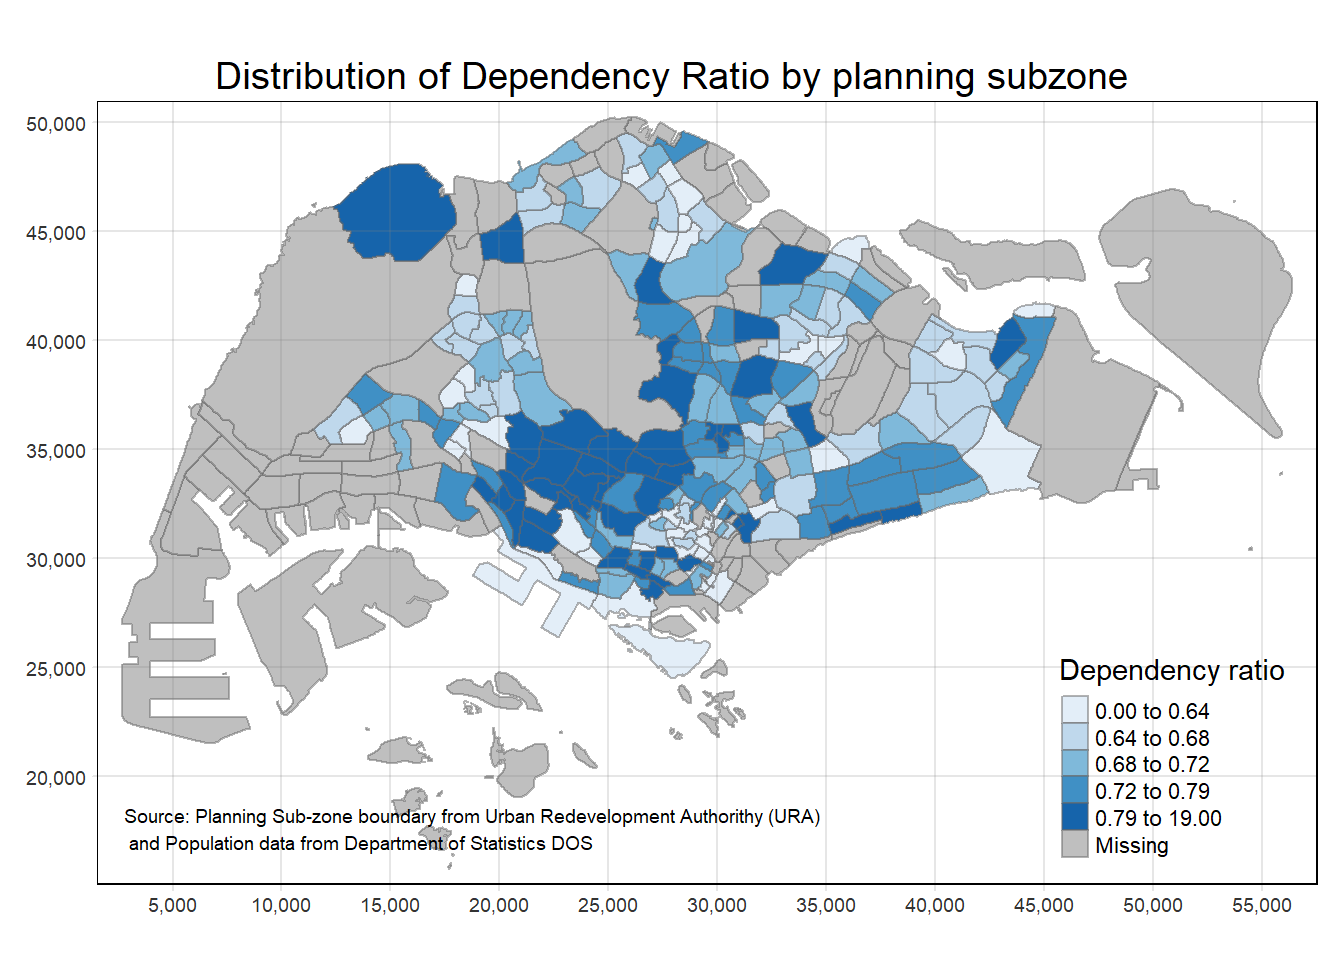 Distribution of Dependency Ratio by planning subzone
50,000
45,000
40,000
35,000
30,000
25,000
20,000
Dependency ratio
0.00 to 0.64
0.64 to 0.68
0.68 to 0.72
0.72 to 0.79
0.79 to 19.00
Missing
Source: Planning Sub-zone boundary from Urban Redevelopment Authorithy (URA)
and Population data from Department of Statistics DOS
5,000 10,000 15,000 20,000 25,000 30,000 35,000 40,000 45,000 50,000 55,000